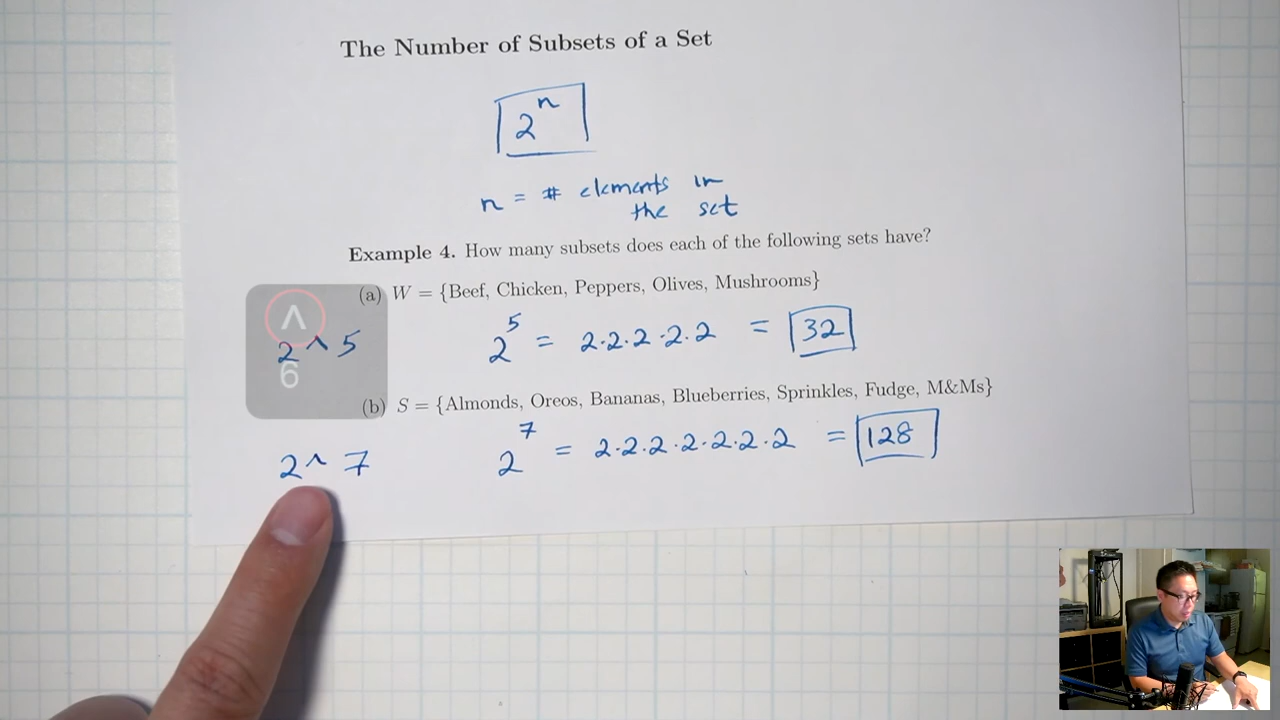 The Number of Subsets of a Set
2^n
n = # elements in
the set
Example 4. How many subsets does each of the following sets have?
(a) W = {Beef, Chicken, Peppers, Olives, Mushrooms}
^
6
2 ^ 5
2^5 = 2·2·2·2·2 = 32
(b) S = {Almonds, Oreos, Bananas, Blueberries, Sprinkles, Fudge, M&Ms}
2 ^ 7
2^7 = 2·2·2·2·2·2·2 = 128